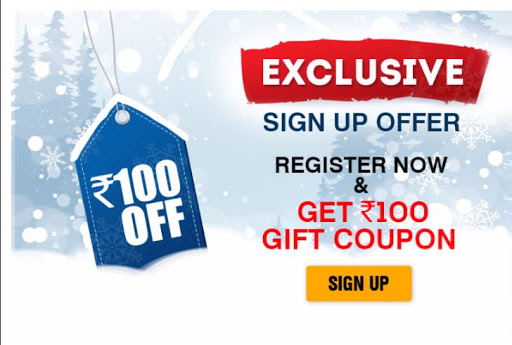 ₹100
OFF
EXCLUSIVE
SIGN UP OFFER
REGISTER NOW
&
GET ₹100
GIFT COUPON
SIGN UP